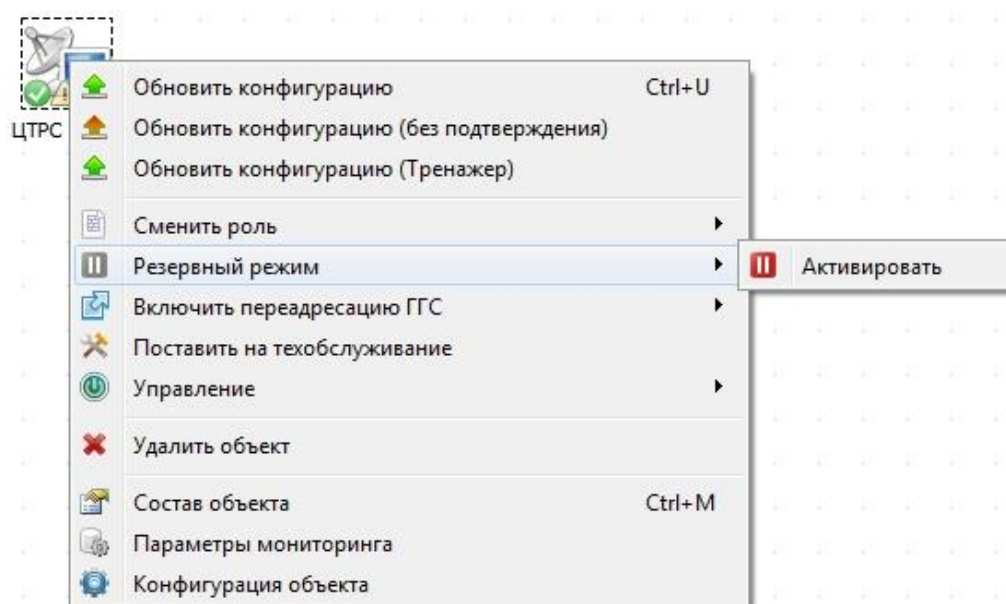 ЦТРС
Обновить конфигурацию Ctrl+U
Обновить конфигурацию (без подтверждения)
Обновить конфигурацию (Тренажер)
Сменить роль
Резервный режим
Активировать
Включить переадресацию ГГС
Поставить на техобслуживание
Управление
Удалить объект
Состав объекта Ctrl+M
Параметры мониторинга
Конфигурация объекта